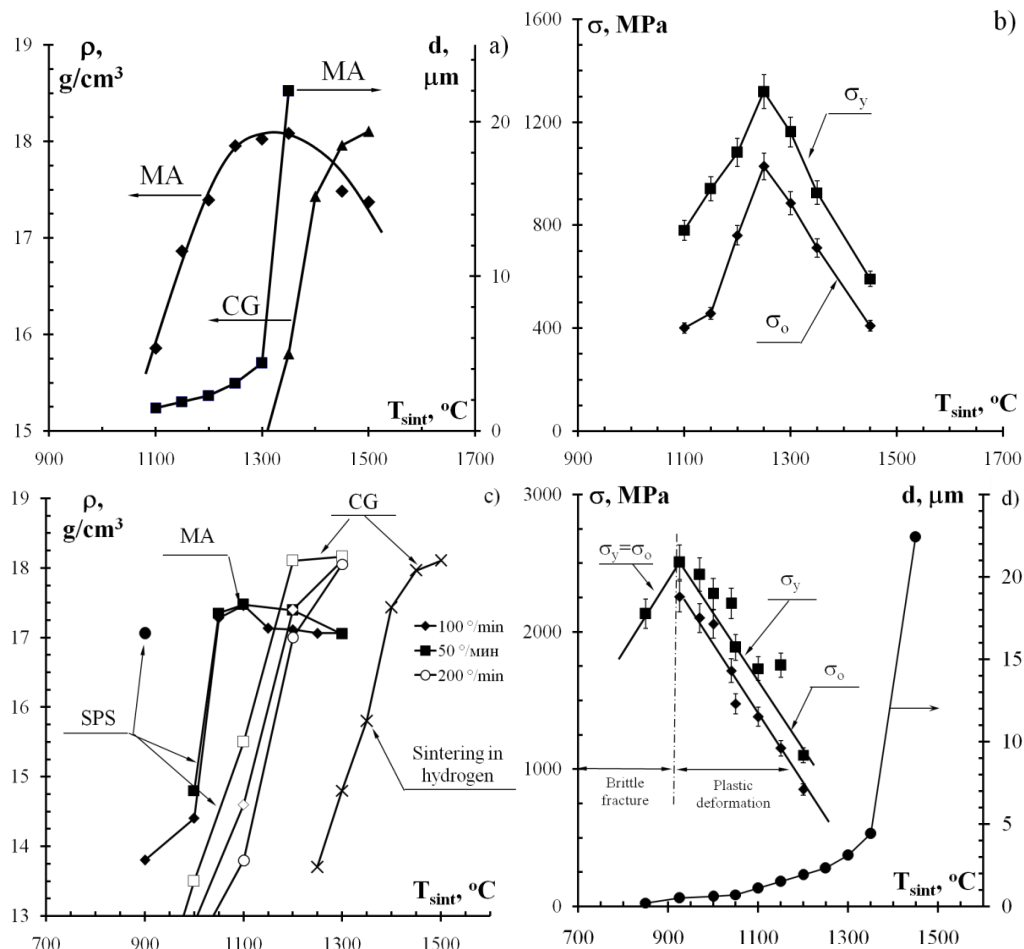 ρ,
g/cm³
d,
μm
a)
19
18
17
16
15
20
10
0
MA
MA
CG
T_sint, °C
900
1100
1300
1500
1700
σ, MPa
b)
1600
1200
800
400
0
σ_y
σ_o
T_sint, °C
900
1100
1300
1500
1700
ρ,
g/cm³
c)
19
18
17
16
15
14
13
CG
MA
100 °/min
50 °/мин
200 °/min
SPS
Sintering in
hydrogen
T_sint, °C
700
900
1100
1300
1500
σ, MPa
d, μm
d)
3000
2500
2000
1500
1000
500
0
20
15
10
5
0
σ_y=σ_o
σ_y
σ_o
Brittle
fracture
Plastic
deformation
T_sint, °C
700
900
1100
1300
1500